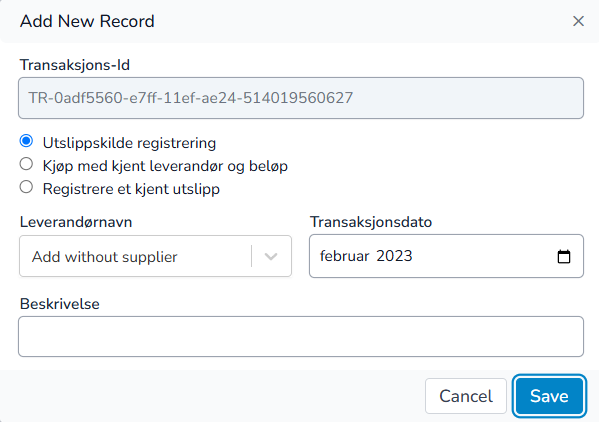 Add New Record
Transaksjons-Id
TR-0adf5560-e7ff-11ef-ae24-514019560627
Utslippskilde registrering
Kjøp med kjent leverandør og beløp
Registrere et kjent utslipp
Leverandørnavn
Transaksjonsdato
Add without supplier
februar 2023
Beskrivelse
Cancel
Save